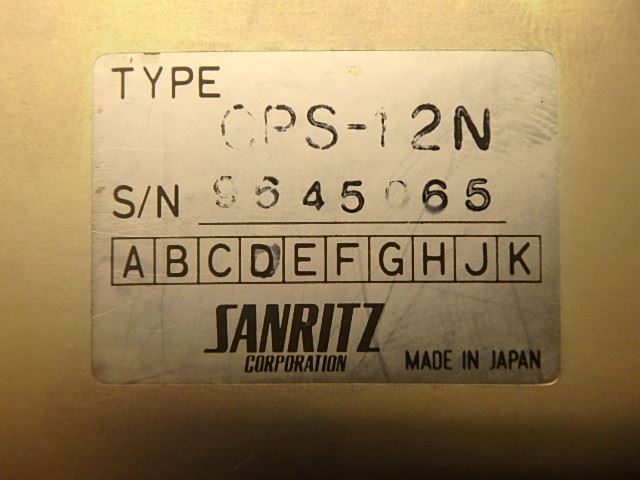 TYPE CPS-12N
S/N 9645065
A B C D E F G H J K
SANRITZ
CORPORATION
MADE IN JAPAN